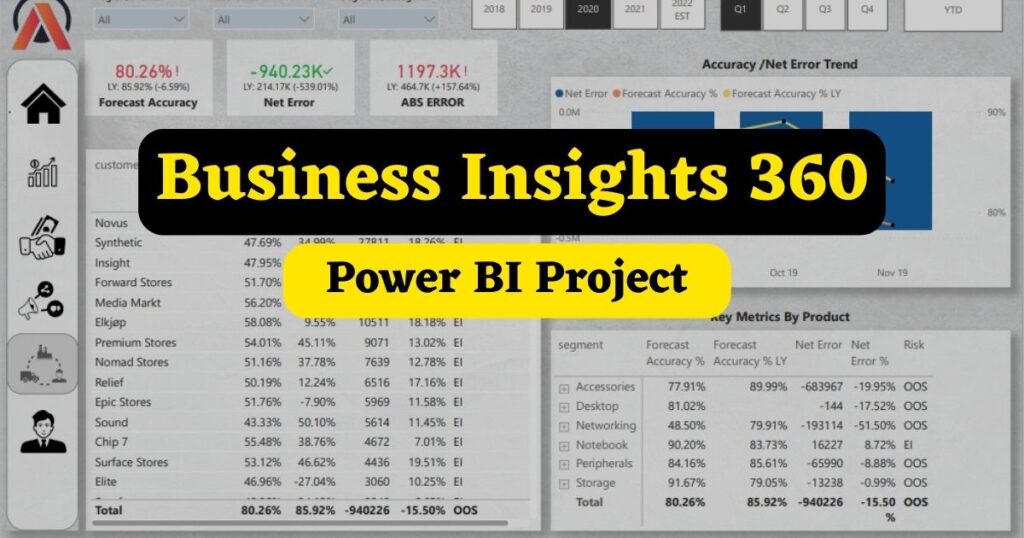 All
All
All
2018 2019 2020 2021 2022 EST
Q1 Q2 Q3 Q4
YTD
80.26%!
LY: 85.92% (-6.59%)
Forecast Accuracy
-940.23K✓
LY: 214.17K (-539.01%)
Net Error
1197.3K!
LY: 464.7K (+157.64%)
ABS ERROR
Accuracy /Net Error Trend
Net Error Forecast Accuracy % Forecast Accuracy % LY
0.0M 90%
80%
-0.5M
Oct 19 Nov 19
Business Insights 360
Power BI Project
Novus
Synthetic 47.69% 34.99% 27811 18.26% EI
Insight 47.95%
Forward Stores 51.70%
Media Markt 56.20%
Elkjøp 58.08% 9.55% 10511 18.18% EI
Premium Stores 54.01% 45.11% 9071 13.02% EI
Nomad Stores 51.16% 37.78% 7639 12.78% EI
Relief 50.19% 12.24% 6516 17.16% EI
Epic Stores 51.76% -7.90% 5969 11.58% EI
Sound 43.33% 50.10% 5614 11.45% EI
Chip 7 55.48% 38.76% 4672 7.01% EI
Surface Stores 53.12% 46.62% 4436 19.51% EI
Elite 46.96% -27.04% 3060 10.25% EI
Total 80.26% 85.92% -940226 -15.50% OOS
Key Metrics By Product
segment Forecast Accuracy % Forecast Accuracy % LY Net Error Net Error % Risk
Accessories 77.91% 89.99% -683967 -19.95% OOS
Desktop 81.02% -144 -17.52% OOS
Networking 48.50% 79.91% -193114 -51.50% OOS
Notebook 90.20% 83.73% 16227 8.72% EI
Peripherals 84.16% 85.61% -65990 -8.88% OOS
Storage 91.67% 79.05% -13238 -0.99% OOS
Total 80.26% 85.92% -940226 -15.50 % OOS